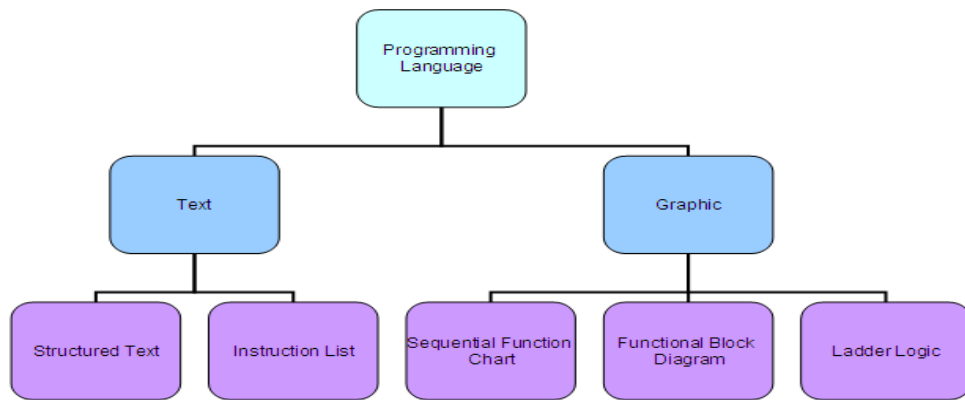 Programming
Language
Text
Graphic
Structured Text
Instruction List
Sequential Function
Chart
Functional Block
Diagram
Ladder Logic